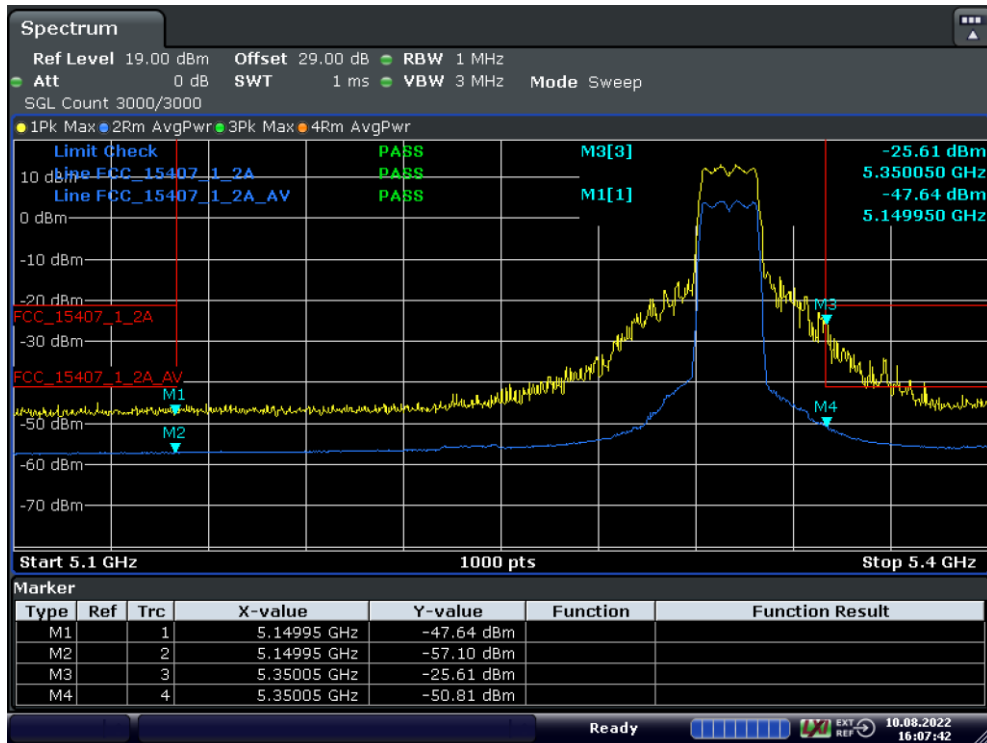 Spectrum
Ref Level 19.00 dBm Offset 29.00 dB RBW 1 MHz
Att 0 dB SWT 1 ms VBW 3 MHz Mode Sweep
SGL Count 3000/3000
1Pk Max 2Rm AvgPwr 3Pk Max 4Rm AvgPwr
Limit Check PASS M3[3] -25.61 dBm
10 dBm Line FCC_15407_1_2A PASS 5.350050 GHz
Line FCC_15407_1_2A_AV PASS M1[1] -47.64 dBm
0 dBm 5.149950 GHz
-10 dBm
-20 dBm
M3
FCC_15407_1_2A
-30 dBm
FCC_15407_1_2A_AV
M1
M4
-50 dBm
M2
-60 dBm
-70 dBm
Start 5.1 GHz 1000 pts Stop 5.4 GHz
Marker
Type Ref Trc X-value Y-value Function Function Result
M1 1 5.14995 GHz -47.64 dBm
M2 2 5.14995 GHz -57.10 dBm
M3 3 5.35005 GHz -25.61 dBm
M4 4 5.35005 GHz -50.81 dBm
Ready LXI EXT REF 10.08.2022
16:07:42